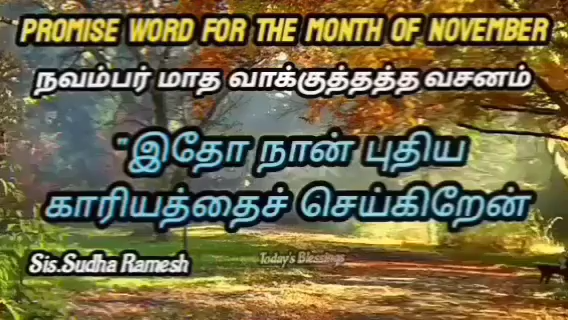 PROMISE WORD FOR THE MONTH OF NOVEMBER
நவம்பர் மாத வாக்குத்தத்த வசனம்
"இதோ நான் புதிய
காரியத்தைச் செய்கிறேன்
Sis.Sudha Ramesh
Today's Blessings